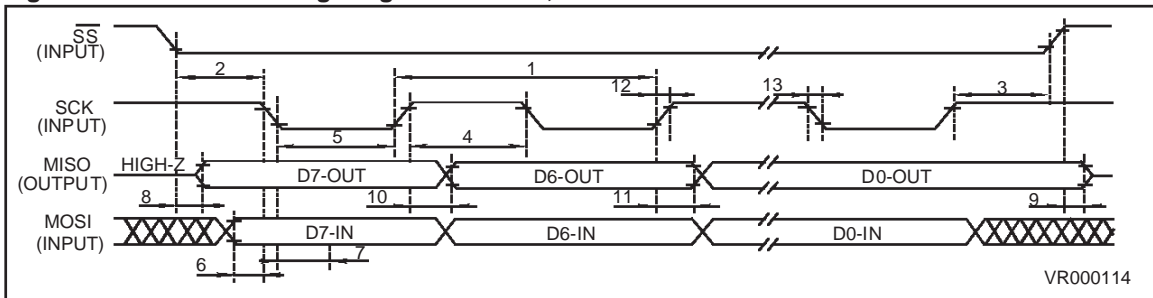 SS
(INPUT)
2
1
12
13
3
SCK
(INPUT)
5
4
MISO
(OUTPUT)
HIGH-Z
D7-OUT
D6-OUT
D0-OUT
8
10
11
9
MOSI
(INPUT)
D7-IN
D6-IN
D0-IN
6
7
VR000114